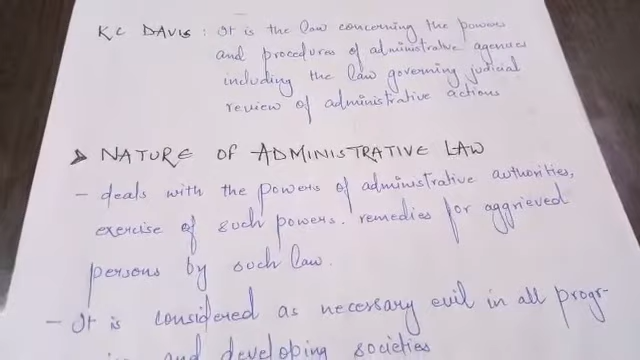 KC DAVIS : It is the law concerning the powers
and procedures of administrative agencies
including the law governing judicial
review of administrative actions
➤ NATURE OF ADMINISTRATIVE LAW
- deals with the powers of administrative authorities,
exercise of such powers. remedies for aggrieved
persons by such law.
- It is considered as necessary evil in all progr-
and developing societies